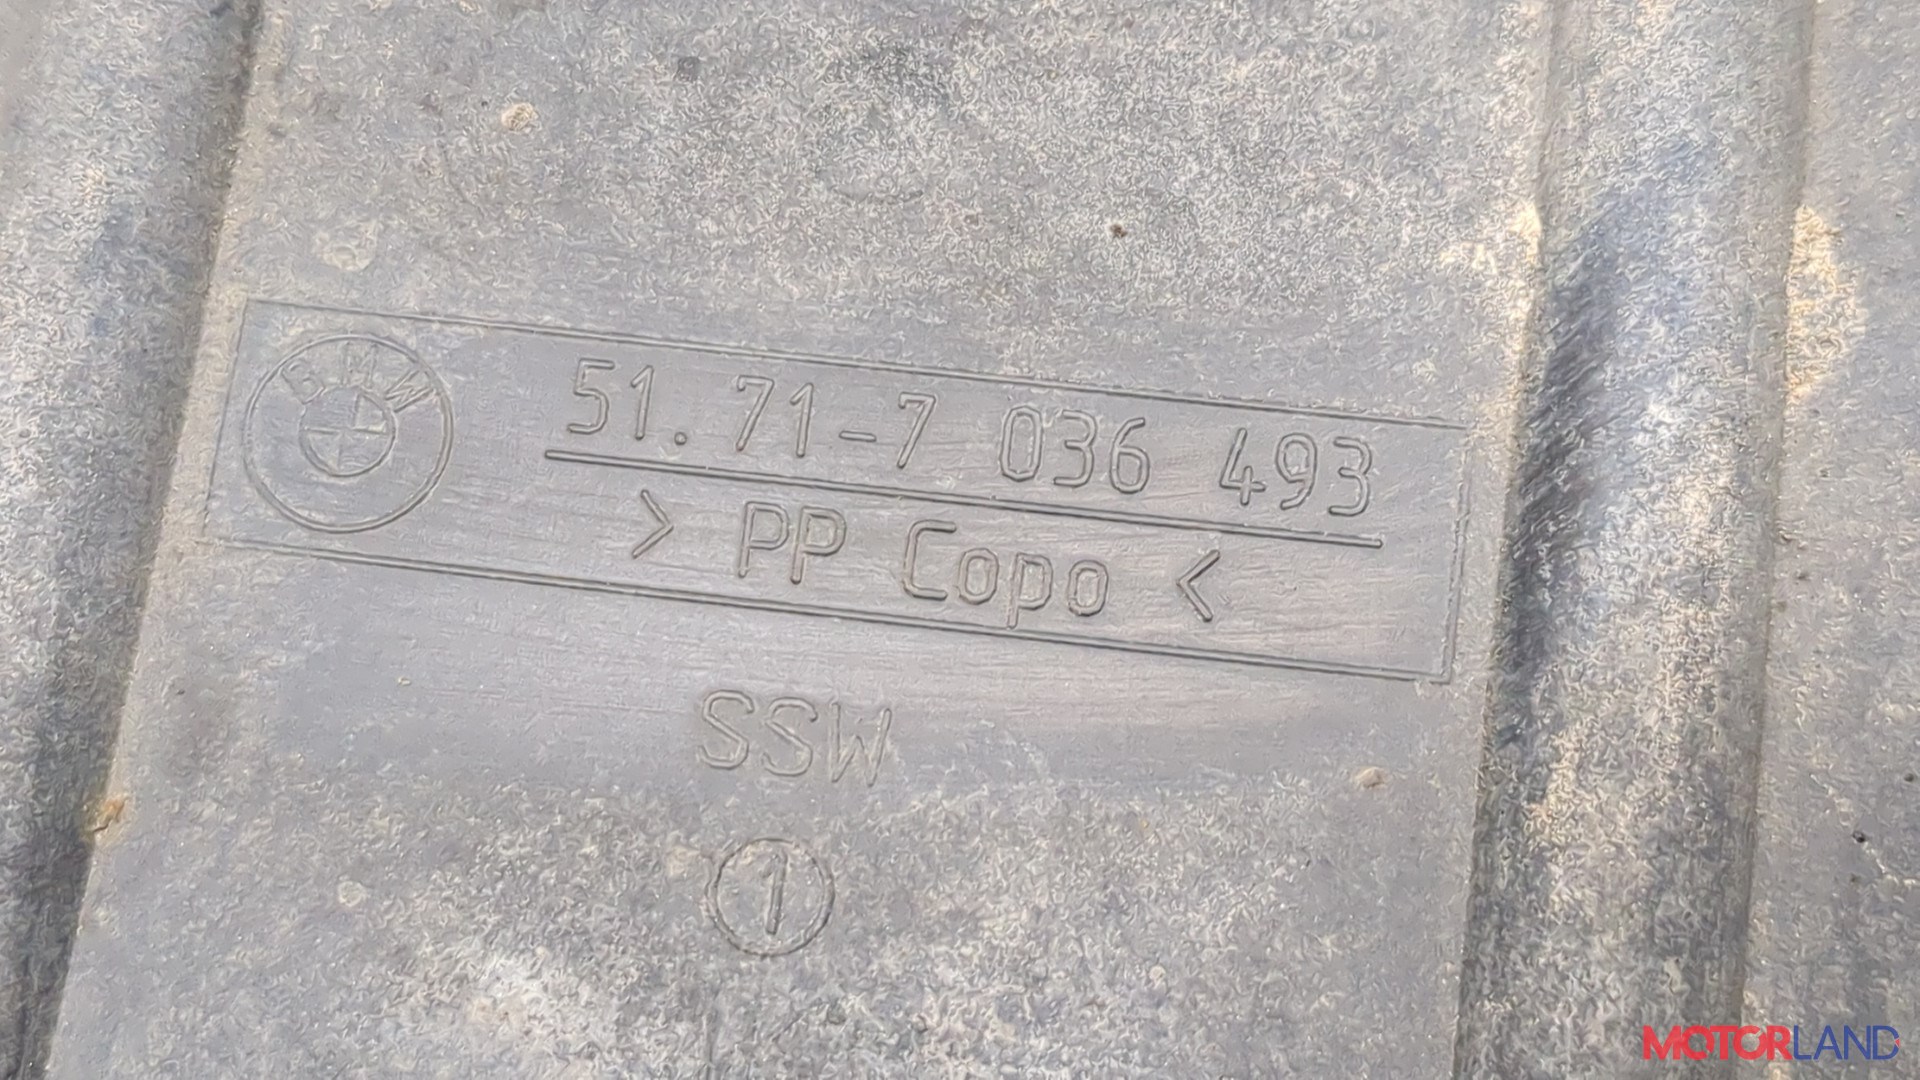 BMW
51.71-7 036 493
> PP Copo <
SSW
1
MOTORLAND